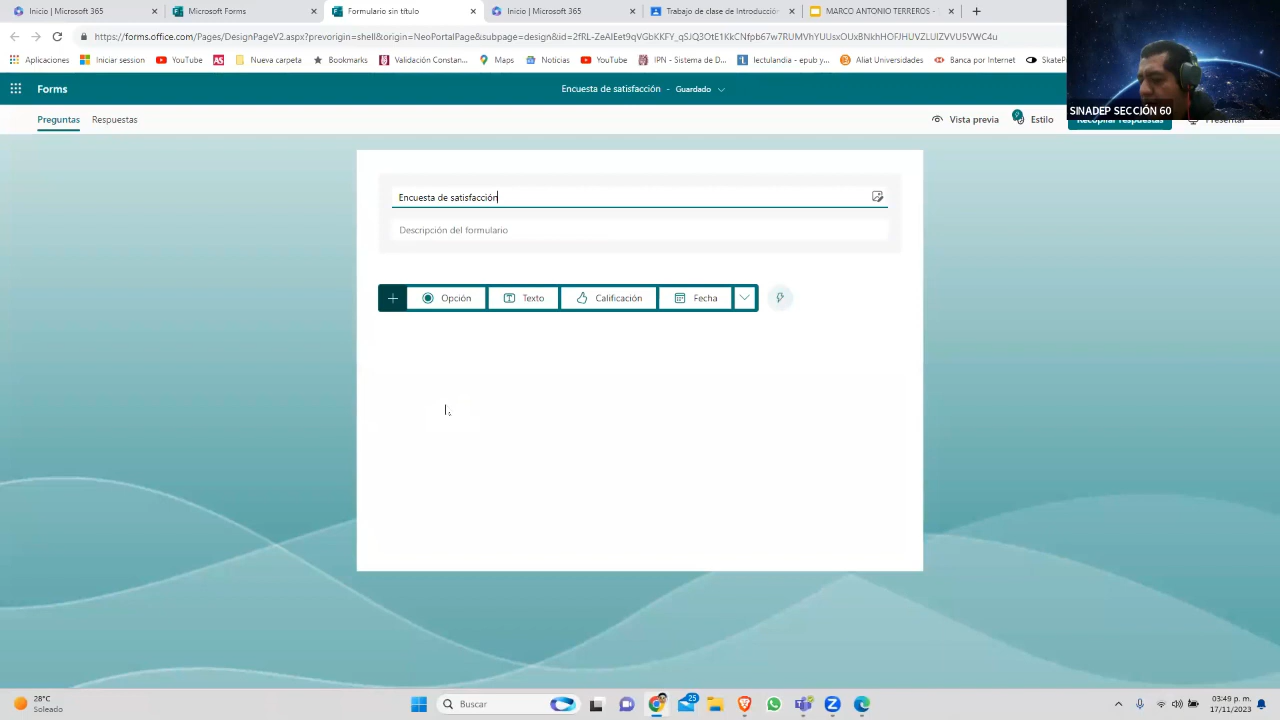 Inicio | Microsoft 365
Microsoft Forms
Formulario sin título
Inicio | Microsoft 365
Trabajo de clase de Introducción
MARCO ANTONIO TERREROS -
https://forms.office.com/Pages/DesignPageV2.aspx?prevorigin=shell&origin=NeoPortalPage&subpage=design&id=
Aplicaciones
Iniciar session
YouTube
Nueva carpeta
Bookmarks
Validación Constan...
Maps
Noticias
YouTube
IPN - Sistema de D...
lectulandia - epub y...
Aliat Universidades
Banca por Internet
SkateP
SINADEP SECCIÓN 60
Forms
Encuesta de satisfacción - Guardado
Preguntas
Respuestas
Vista previa
Estilo
Recopilar respuestas
Presentar
Encuesta de satisfacción
Descripción del formulario
Opción
Texto
Calificación
Fecha
28°C
Soleado
Buscar
25
03:49 p. m.
17/11/2023